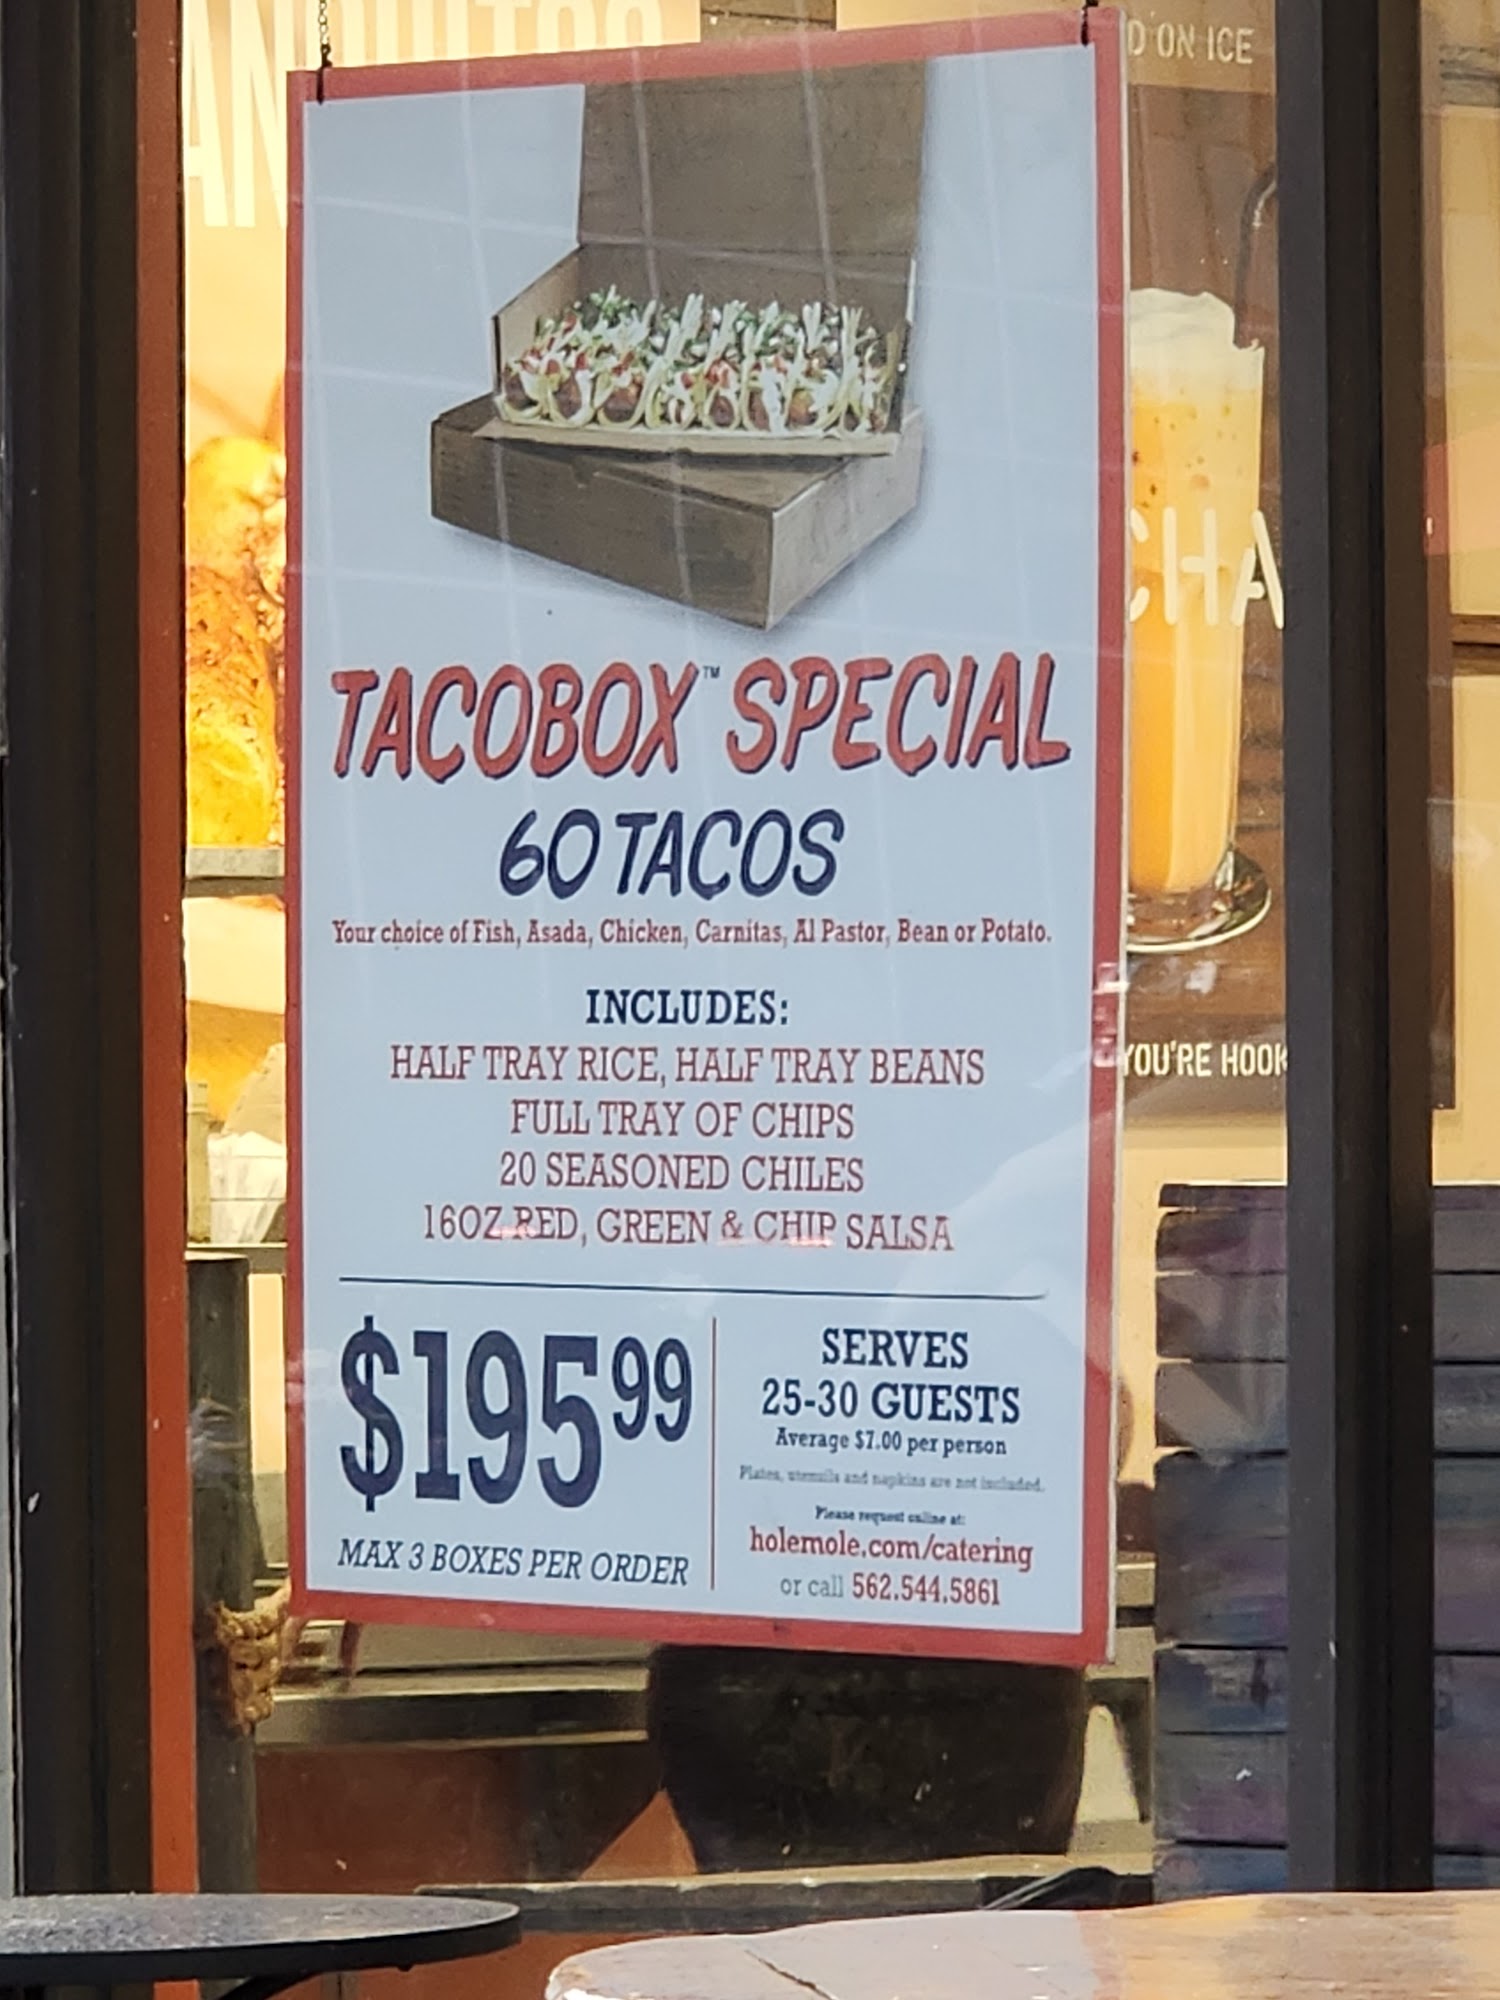 D ON ICE
TACOBOX™ SPECIAL
60 TACOS
Your choice of Fish, Asada, Chicken, Carnitas, Al Pastor, Bean or Potato.
INCLUDES:
HALF TRAY RICE, HALF TRAY BEANS
FULL TRAY OF CHIPS
20 SEASONED CHILES
16OZ RED, GREEN & CHIP SALSA
$195⁹⁹
MAX 3 BOXES PER ORDER
SERVES
25-30 GUESTS
Average $7.00 per person
Plates, utensils and napkins are not included.
Please request online at:
holemole.com/catering
or call 562.544.5861
CHA
YOU'RE HOOK